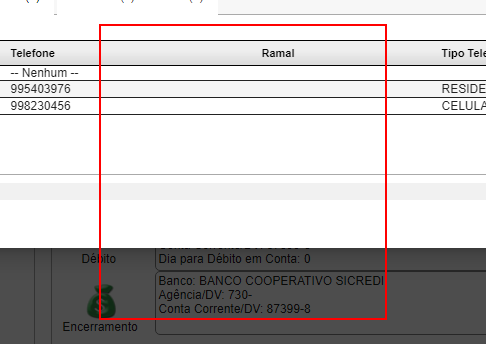 Telefone Ramal Tipo Tele
-- Nenhum --
995403976 RESIDE
998230456 CELULA
Débito
Dia para Débito em Conta: 0
Banco: BANCO COOPERATIVO SICREDI
Agência/DV: 730-
Conta Corrente/DV: 87399-8
Encerramento